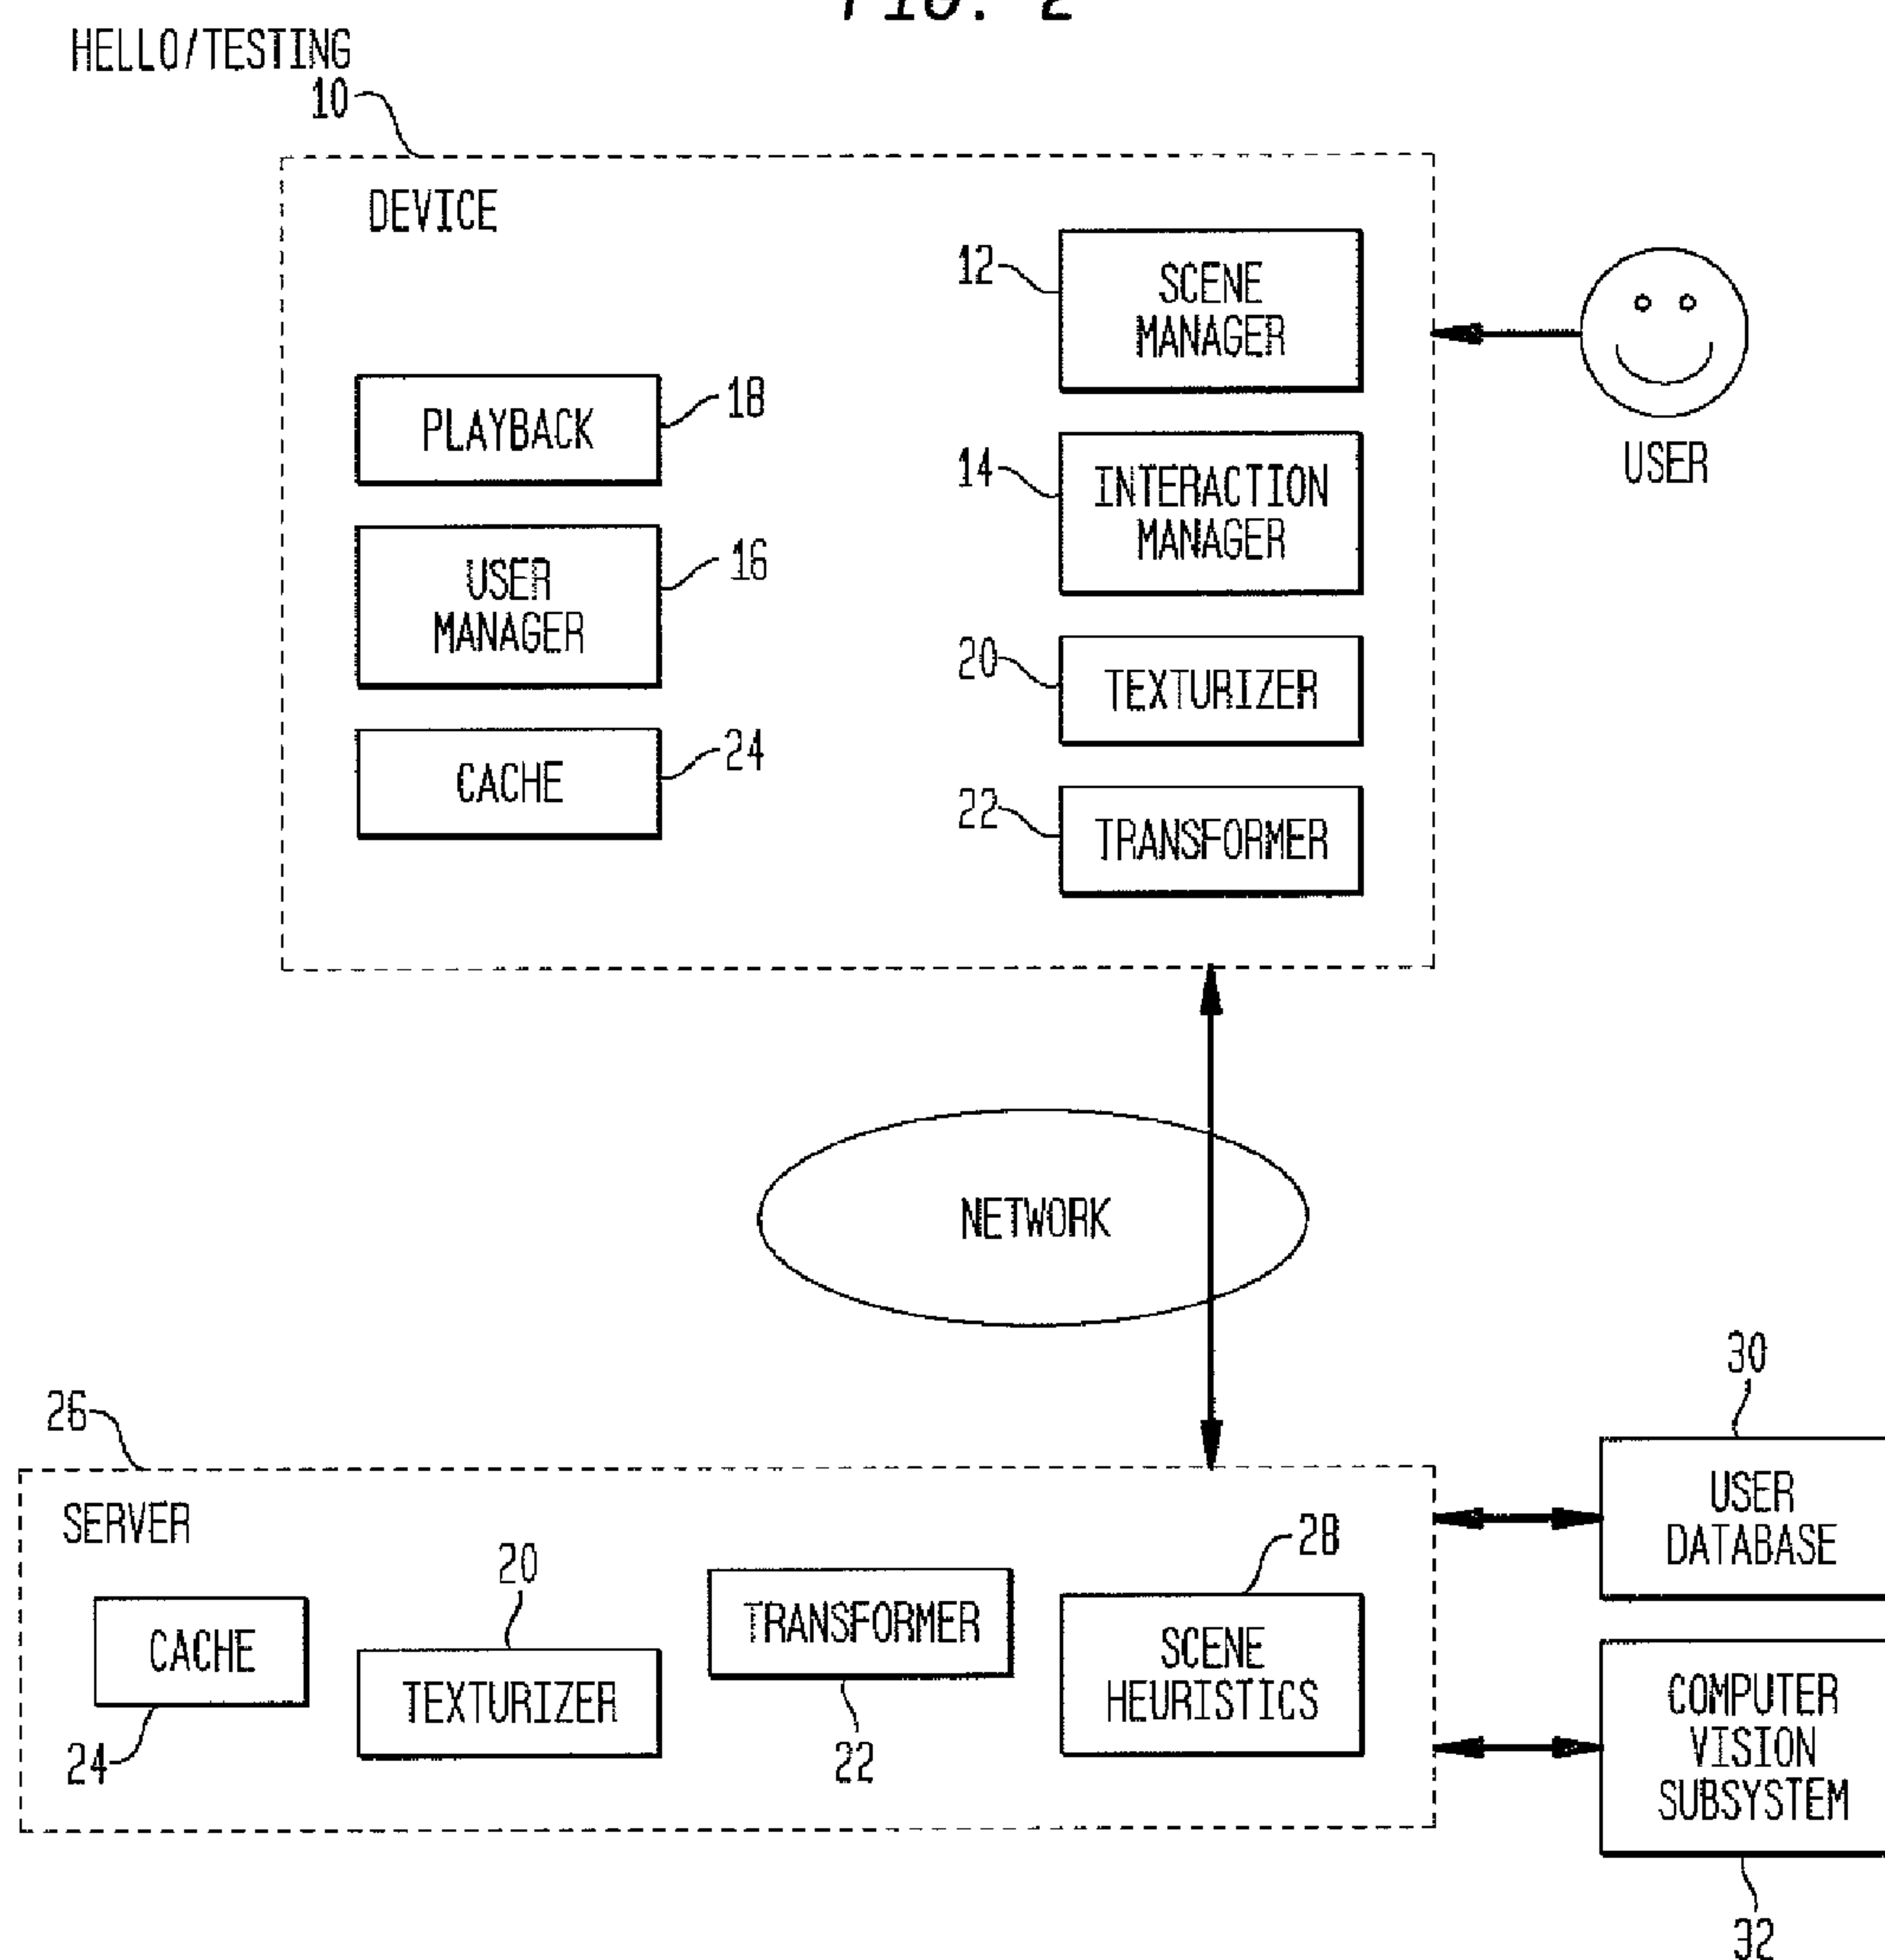 FIG. 2
HELLO/TESTING
10
DEVICE
12
SCENE
MANAGER
18
PLAYBACK
14
INTERACTION
MANAGER
USER
16
USER
MANAGER
20
TEXTURIZER
24
CACHE
22
TRANSFORMER
NETWORK
30
26
USER
DATABASE
SERVER
28
20
TRANSFORMER
CACHE
SCENE
HEURISTICS
TEXTURIZER
COMPUTER
VISION
SUBSYSTEM
24
22
32